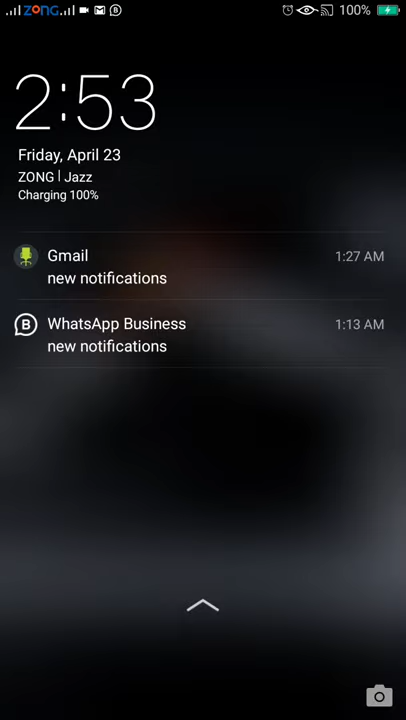 ZONG 100%
2:53
Friday, April 23
ZONG | Jazz
Charging 100%
Gmail 1:27 AM
new notifications
WhatsApp Business 1:13 AM
new notifications